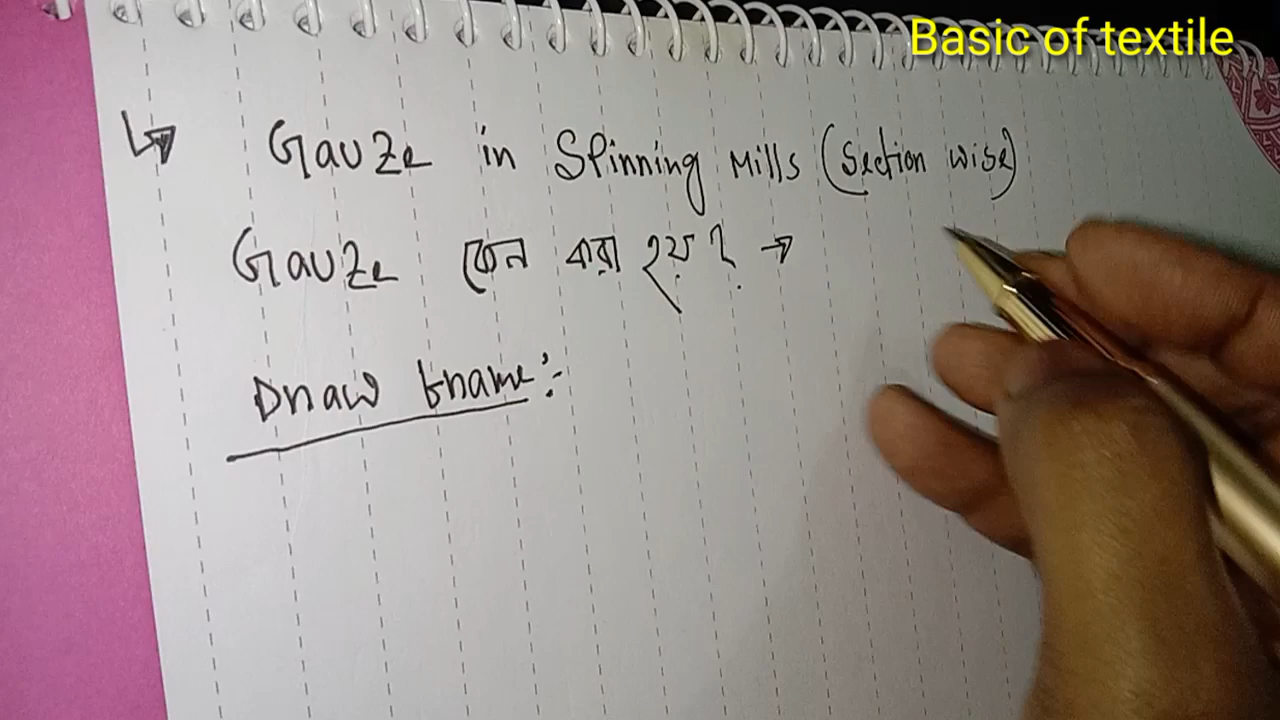 Basic of textile
Gauze in Spinning Mills (Section wise)
Gauze কেন করা হয় ? →
Draw frame :-